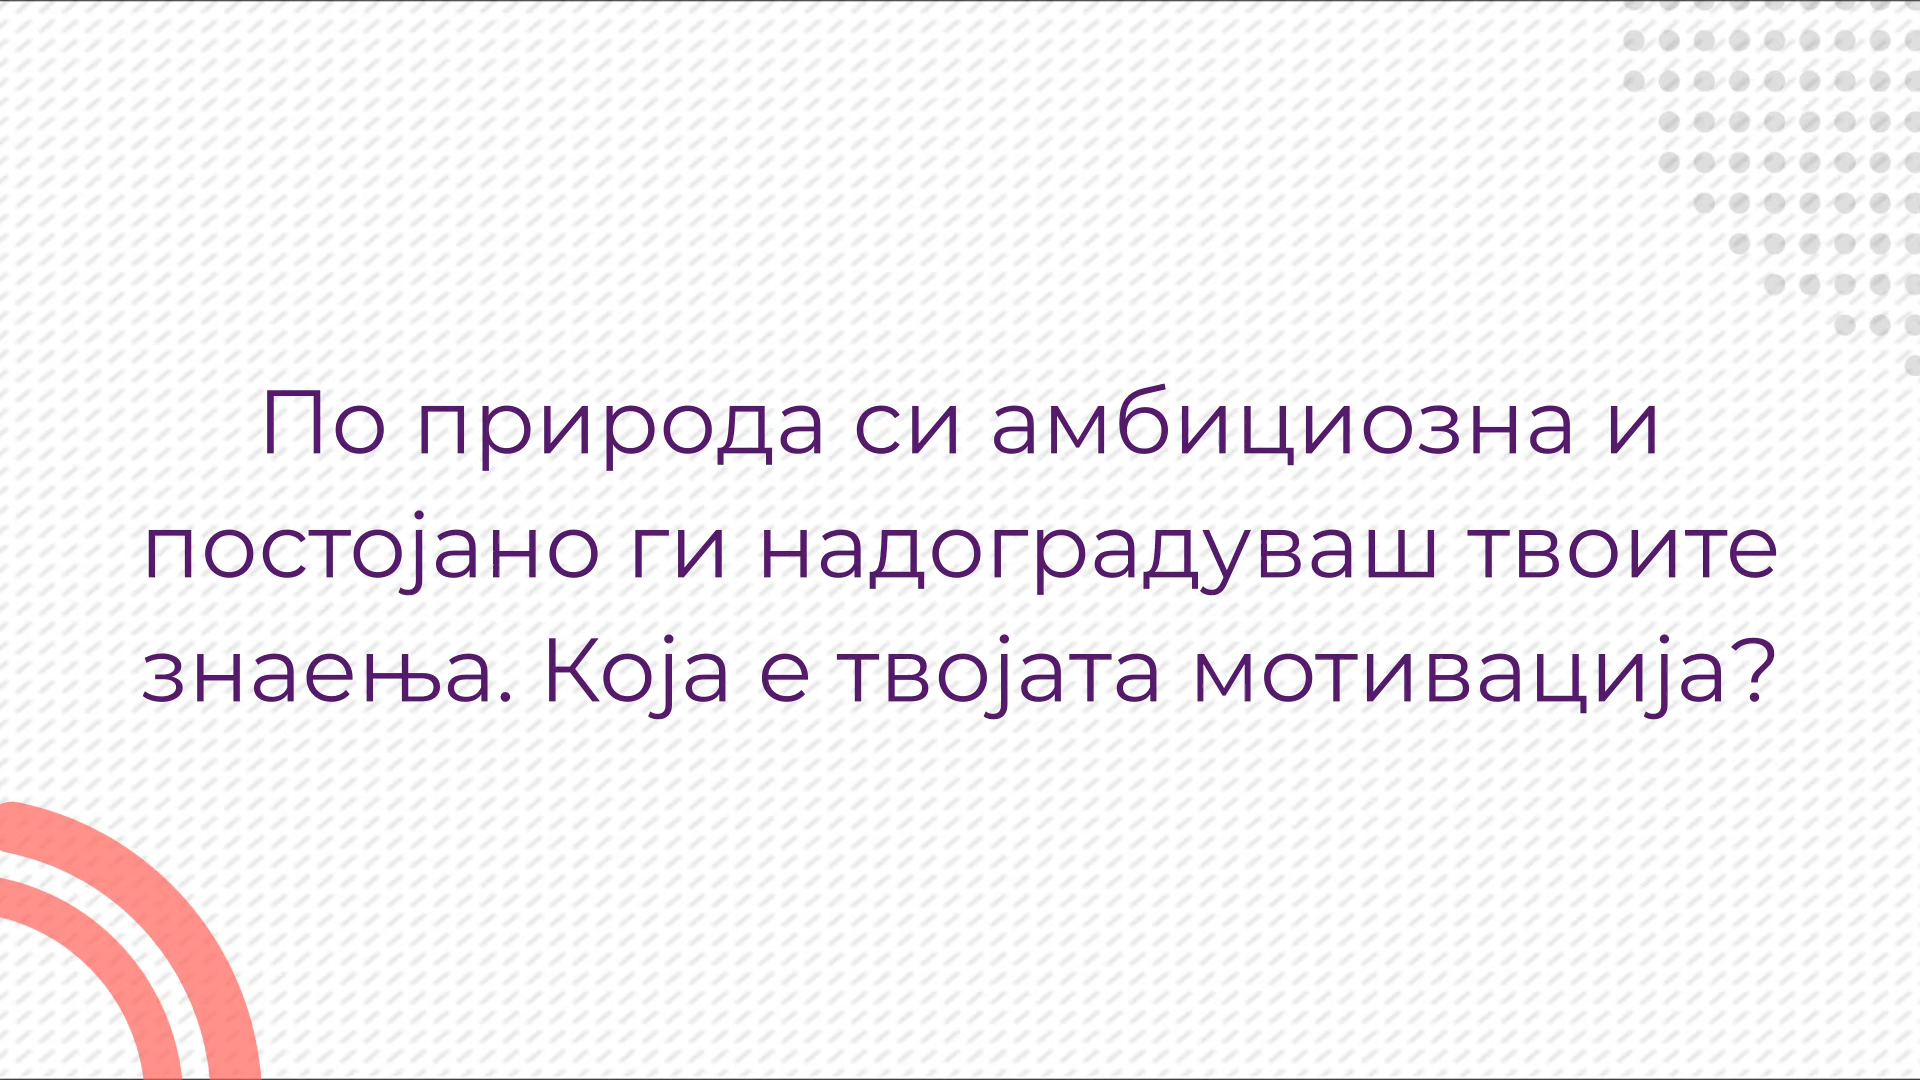 По природа си амбициозна и
постојано ги надоградуваш твоите
знаења. Која е твојата мотивација?